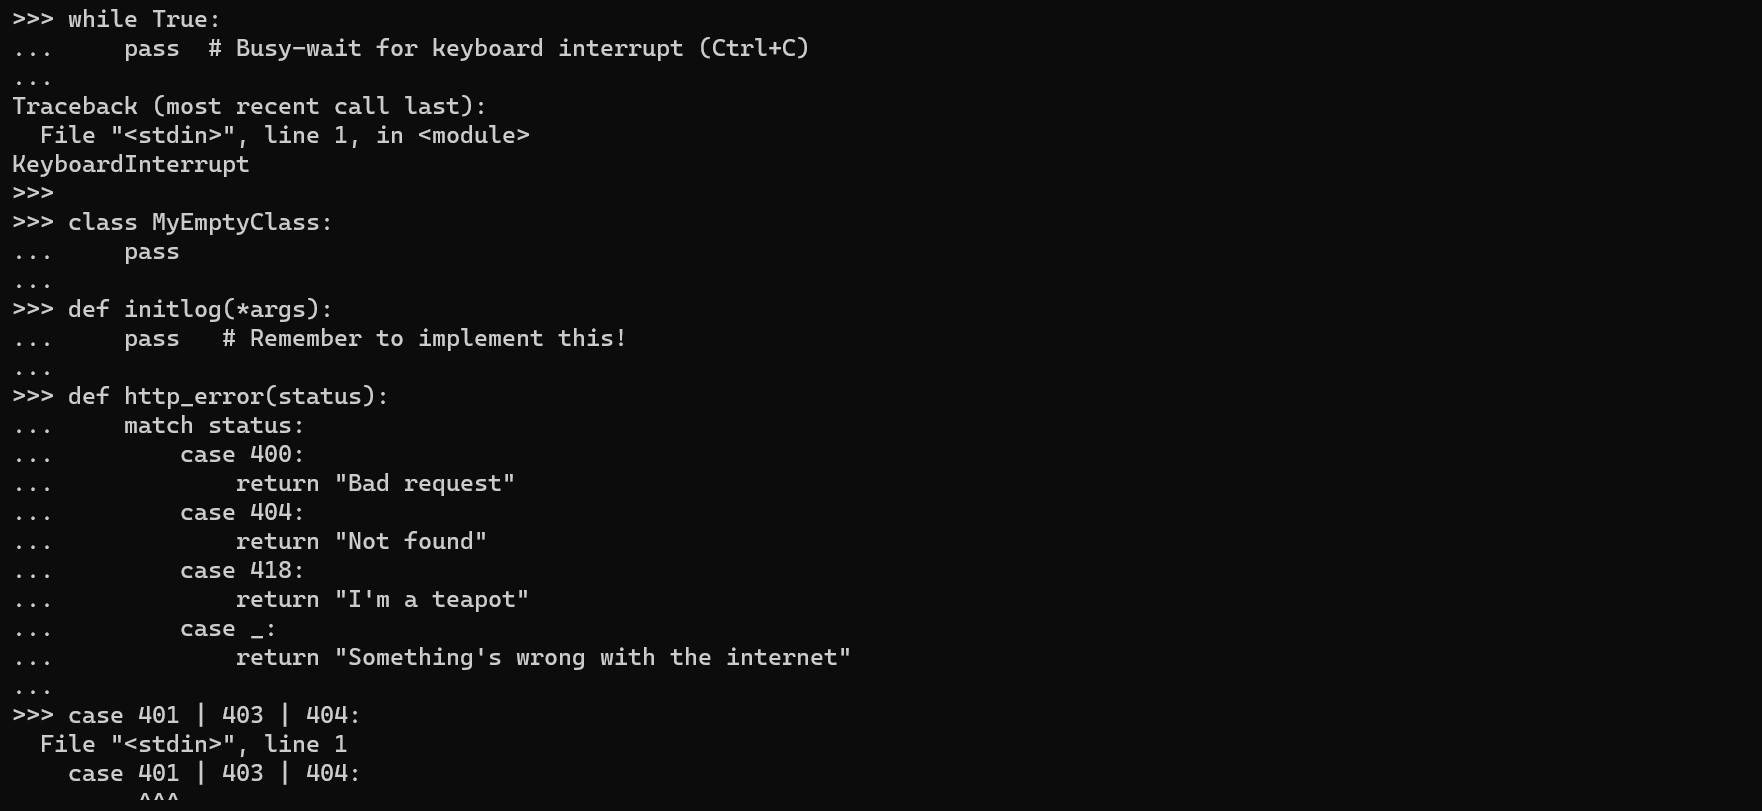 >>> while True:
...     pass  # Busy-wait for keyboard interrupt (Ctrl+C)
...
Traceback (most recent call last):
  File "<stdin>", line 1, in <module>
KeyboardInterrupt
>>>
>>> class MyEmptyClass:
...     pass
...
>>> def initlog(*args):
...     pass   # Remember to implement this!
...
>>> def http_error(status):
...     match status:
...         case 400:
...             return "Bad request"
...         case 404:
...             return "Not found"
...         case 418:
...             return "I'm a teapot"
...         case _:
...             return "Something's wrong with the internet"
...
>>> case 401 | 403 | 404:
  File "<stdin>", line 1
    case 401 | 403 | 404:
         ^^^